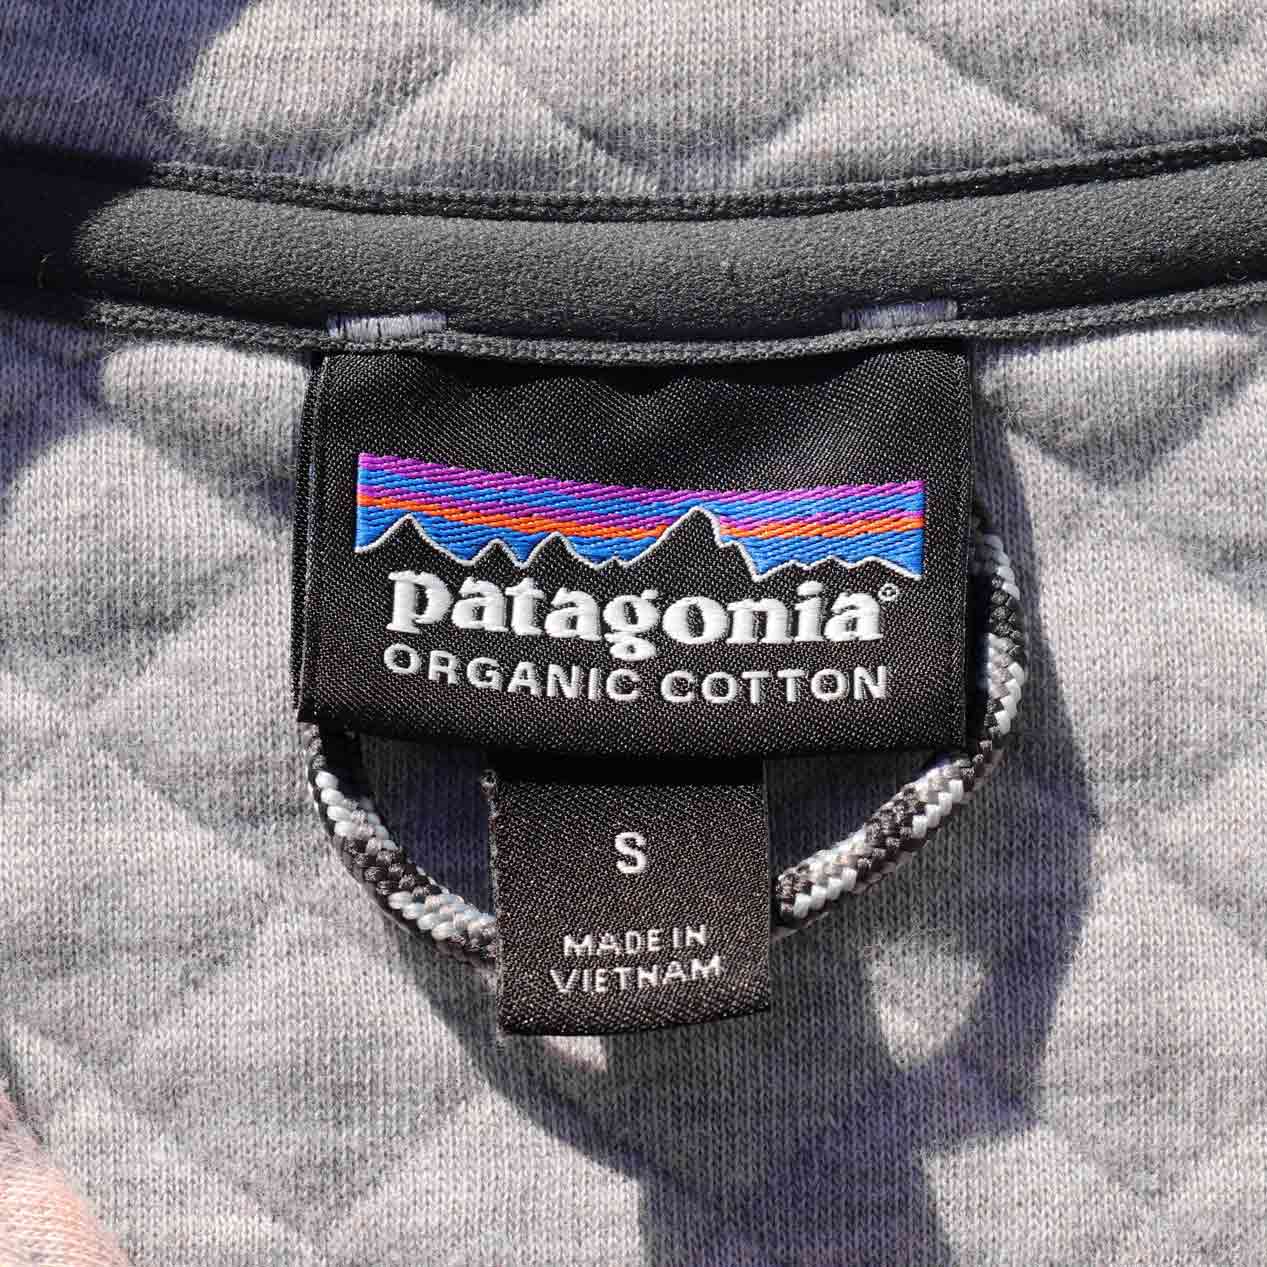 patagonia®
ORGANIC COTTON
S
MADE IN
VIETNAM